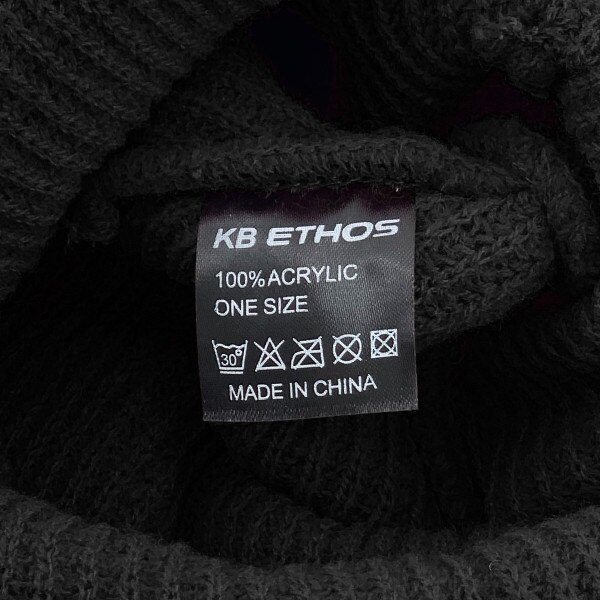 KB ETHOS
100%ACRYLIC
ONE SIZE
30°
MADE IN CHINA